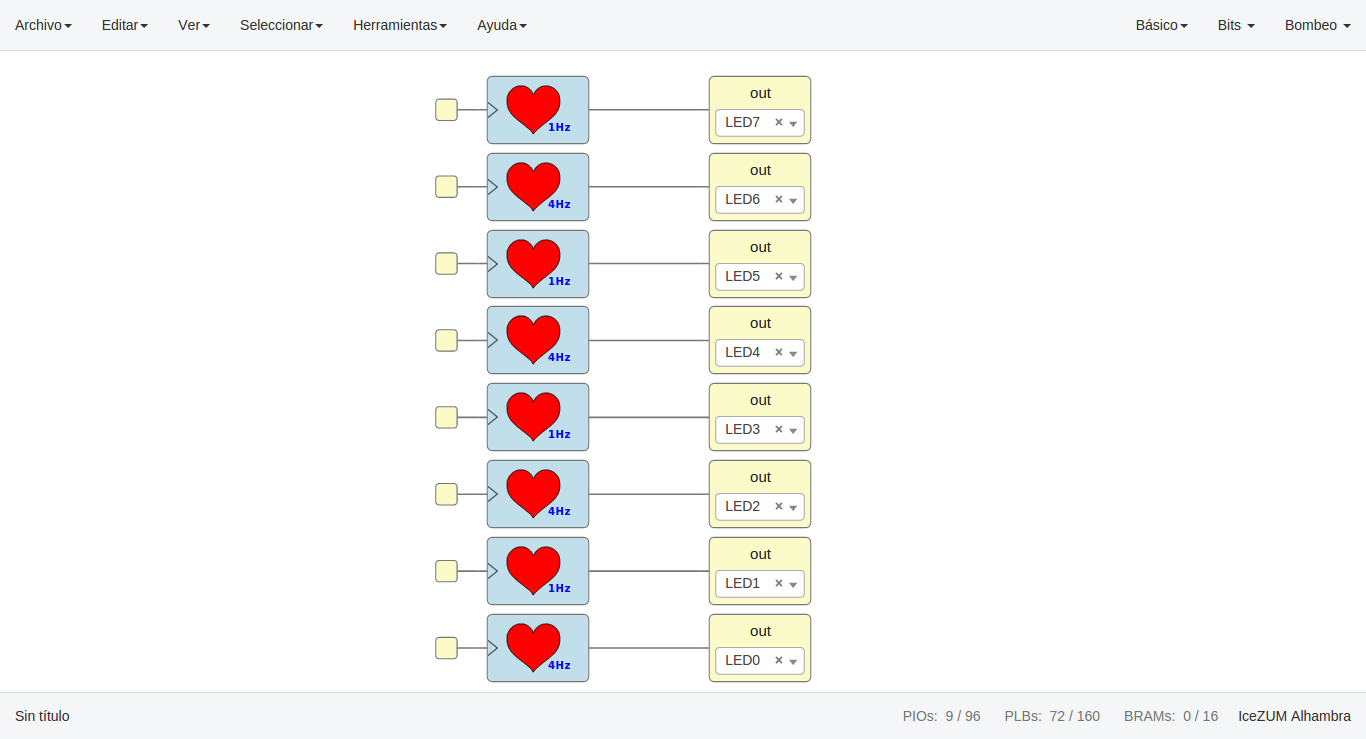 Archivo Editar Ver Seleccionar Herramientas Ayuda Básico Bits Bombeo
out
1Hz LED7 ×
out
4Hz LED6 ×
out
1Hz LED5 ×
out
4Hz LED4 ×
out
1Hz LED3 ×
out
4Hz LED2 ×
out
1Hz LED1 ×
out
4Hz LED0 ×
Sin título PIOs: 9 / 96 PLBs: 72 / 160 BRAMs: 0 / 16 IceZUM Alhambra